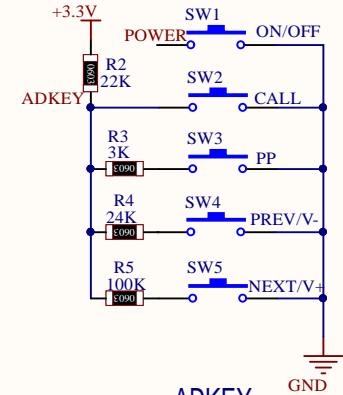 +3.3V
SW1
POWER
ON/OFF
R2
0603
22K
SW2
ADKEY
CALL
R3
3K
0603
SW3
PP
R4
24K
0603
SW4
PREV/V-
R5
100K
0603
SW5
NEXT/V+
ADKEY
GND